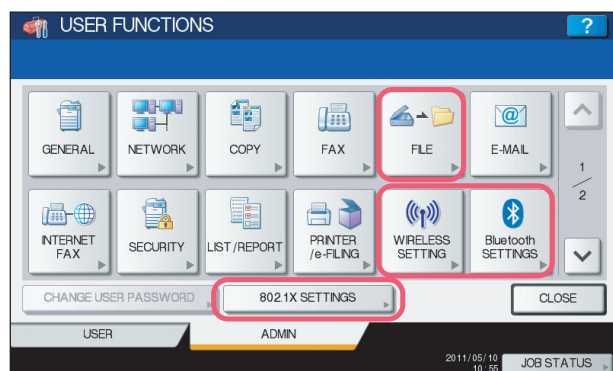 USER FUNCTIONS
?
GENERAL
NETWORK
COPY
FAX
FILE
E-MAIL
1
2
INTERNET
FAX
SECURITY
LIST/REPORT
PRINTER
/e-FILING
WIRELESS
SETTING
Bluetooth
SETTINGS
CHANGE USER PASSWORD
802.1X SETTINGS
CLOSE
USER
ADMIN
2011/05/10
10:55
JOB STATUS